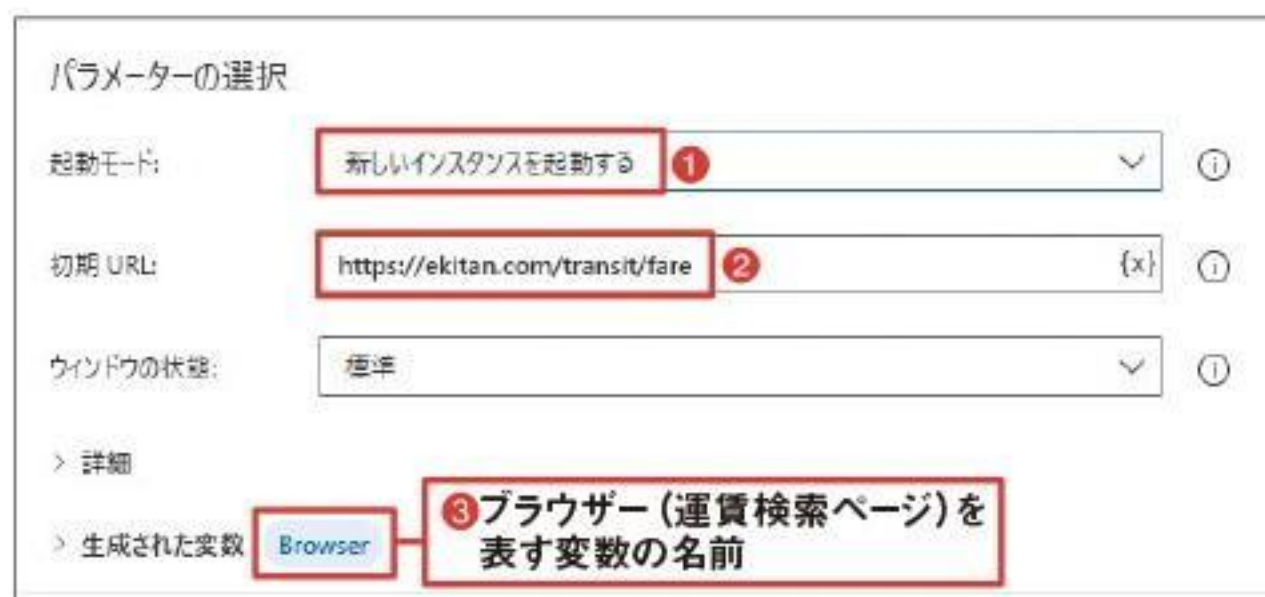 パラメーターの選択
起動モード: 新しいインスタンスを起動する ❶
初期 URL: https://ekitan.com/transit/fare ❷ {x}
ウィンドウの状態: 標準
> 詳細
❸ブラウザー(運賃検索ページ)を
表す変数の名前
> 生成された変数 Browser